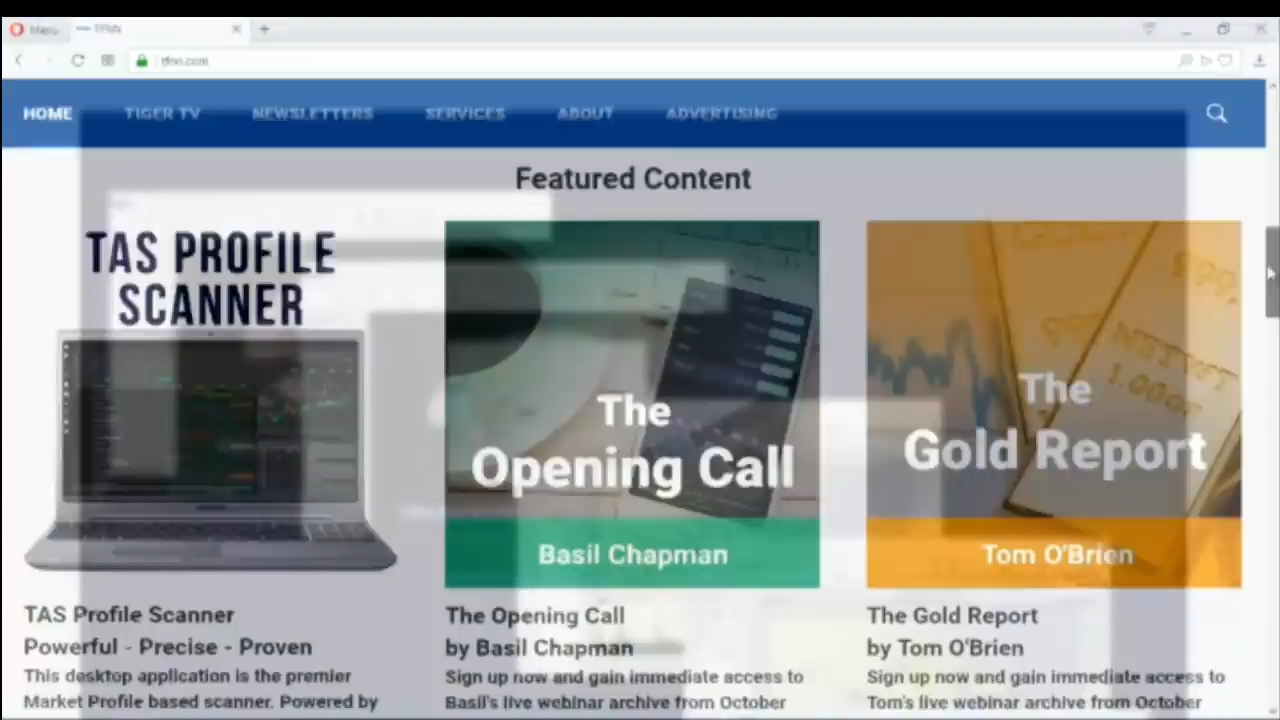 tfnn.com
HOME TIGER TV NEWSLETTERS SERVICES ABOUT ADVERTISING
Featured Content
TAS PROFILE
SCANNER
The
Opening Call
Basil Chapman
The
Gold Report
Tom O'Brien
TAS Profile Scanner
Powerful - Precise - Proven
This desktop application is the premier
Market Profile based scanner. Powered by
The Opening Call
by Basil Chapman
Sign up now and gain immediate access to
Basil's live webinar archive from October
The Gold Report
by Tom O'Brien
Sign up now and gain immediate access to
Tom's live webinar archive from October